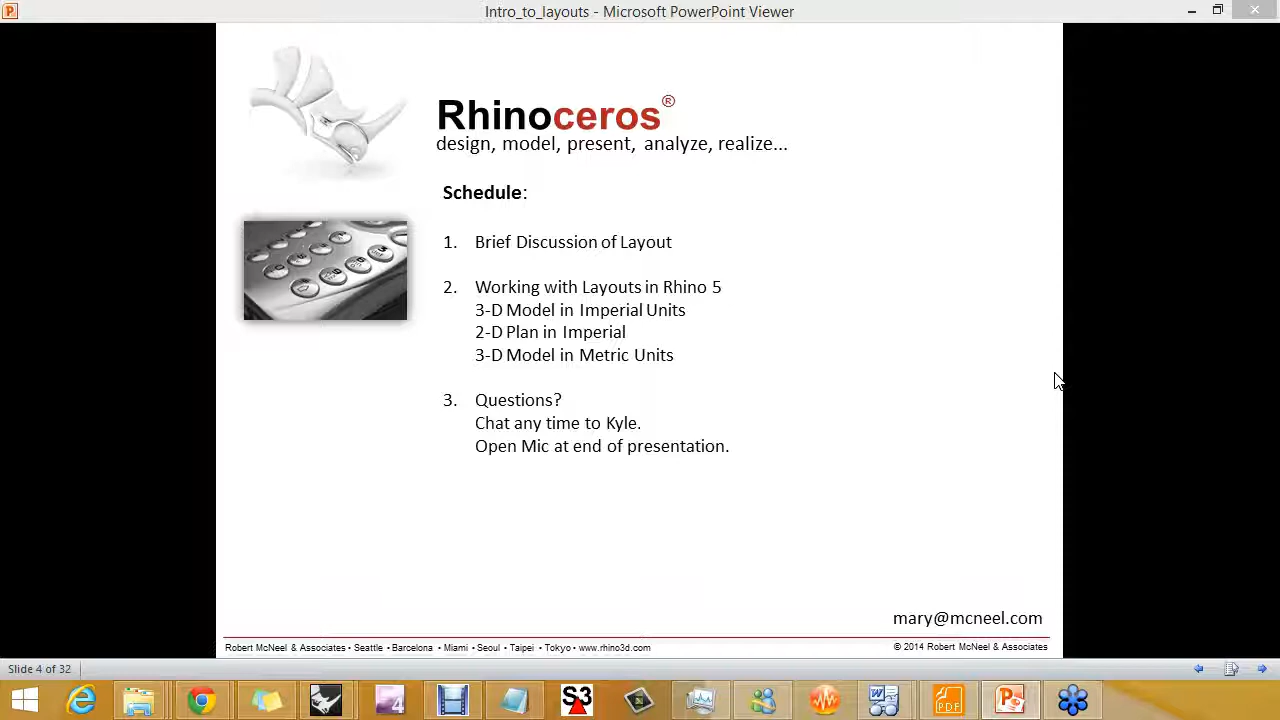 Intro_to_layouts - Microsoft PowerPoint Viewer
Rhinoceros®
design, model, present, analyze, realize...
Schedule:
1. Brief Discussion of Layout
2. Working with Layouts in Rhino 5
3-D Model in Imperial Units
2-D Plan in Imperial
3-D Model in Metric Units
3. Questions?
Chat any time to Kyle.
Open Mic at end of presentation.
mary@mcneel.com
Robert McNeel & Associates • Seattle • Barcelona • Miami • Seoul • Taipei • Tokyo • www.rhino3d.com
© 2014 Robert McNeel & Associates
Slide 4 of 32
4
S3
PDF